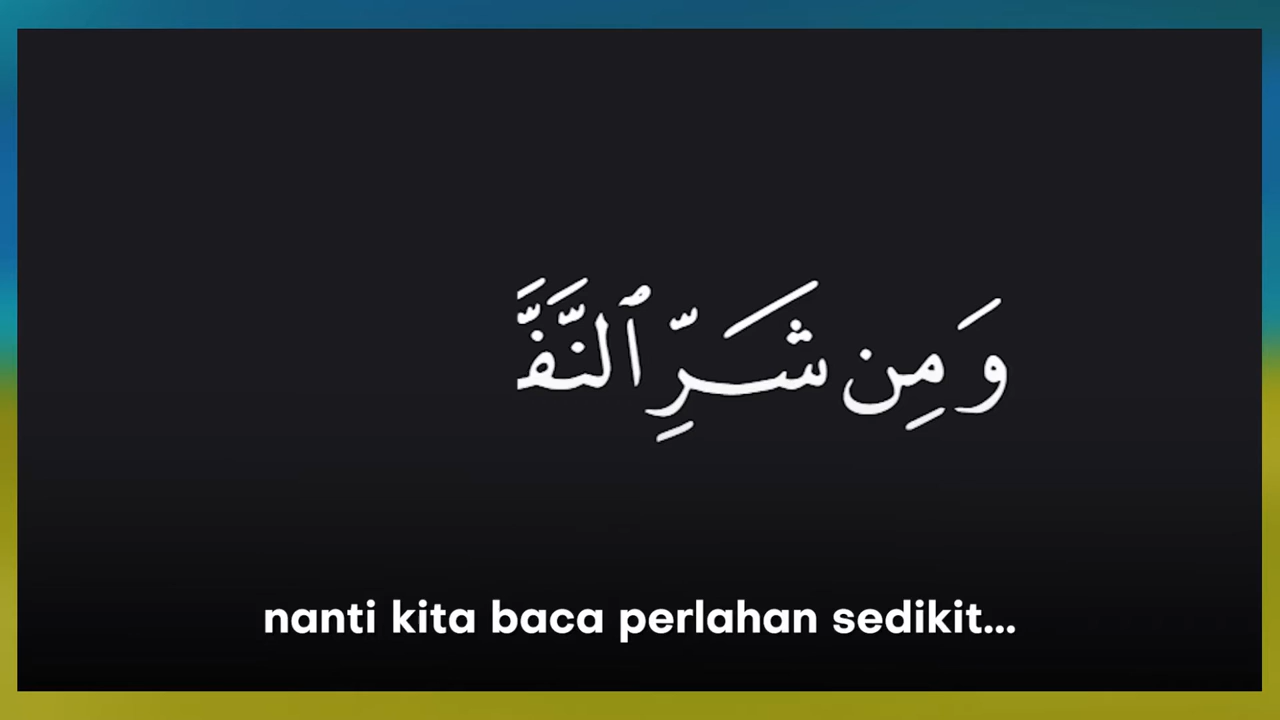 وَمِن شَرِّ ٱلنَّفَّ
nanti kita baca perlahan sedikit...